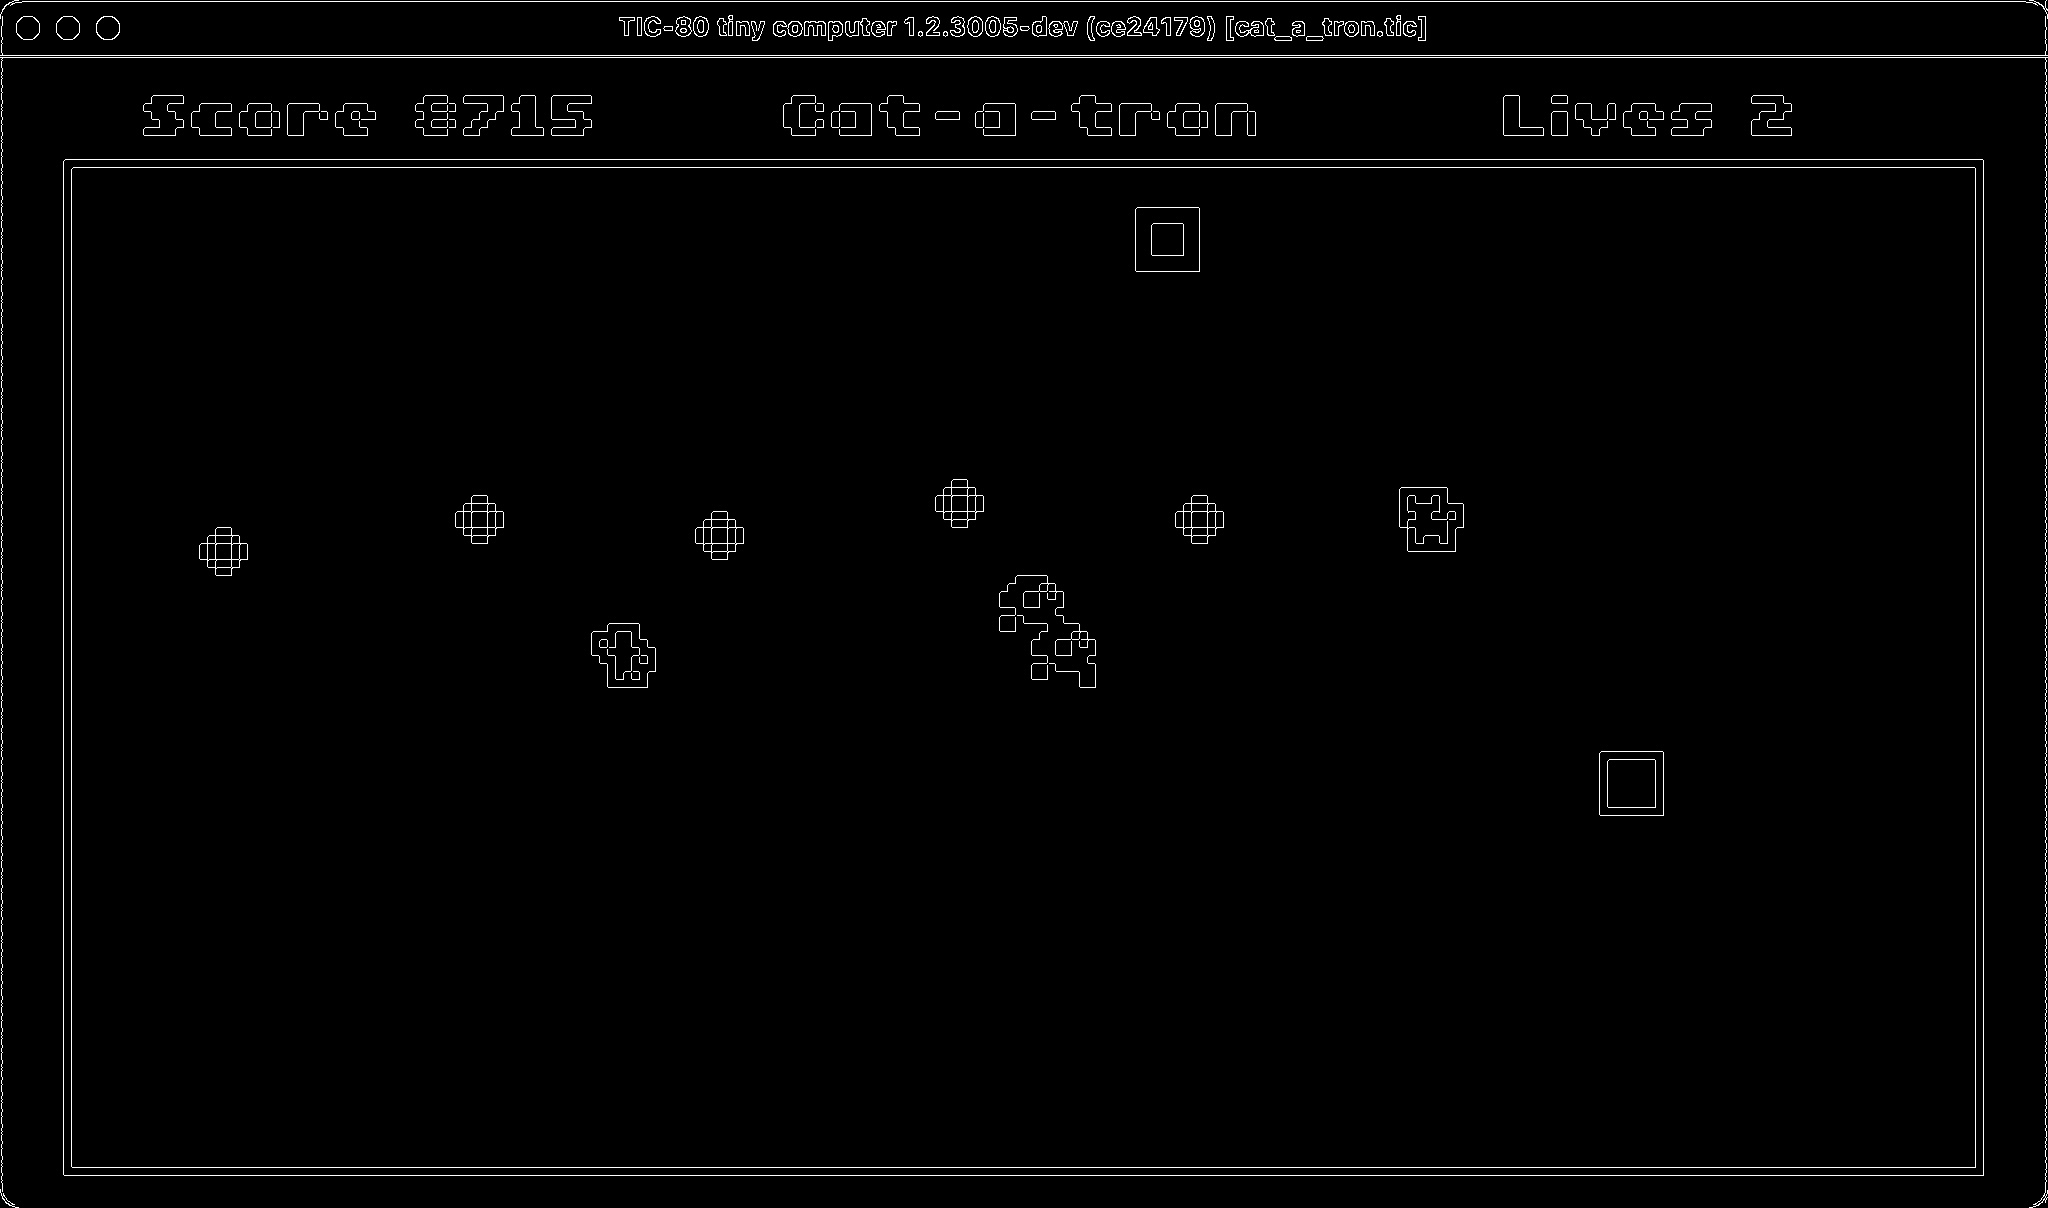 TIC-80 tiny computer 1.2.3005-dev (ce24179) [cat_a_tron.tic]
Score 8715 Cat-a-tron Lives 2